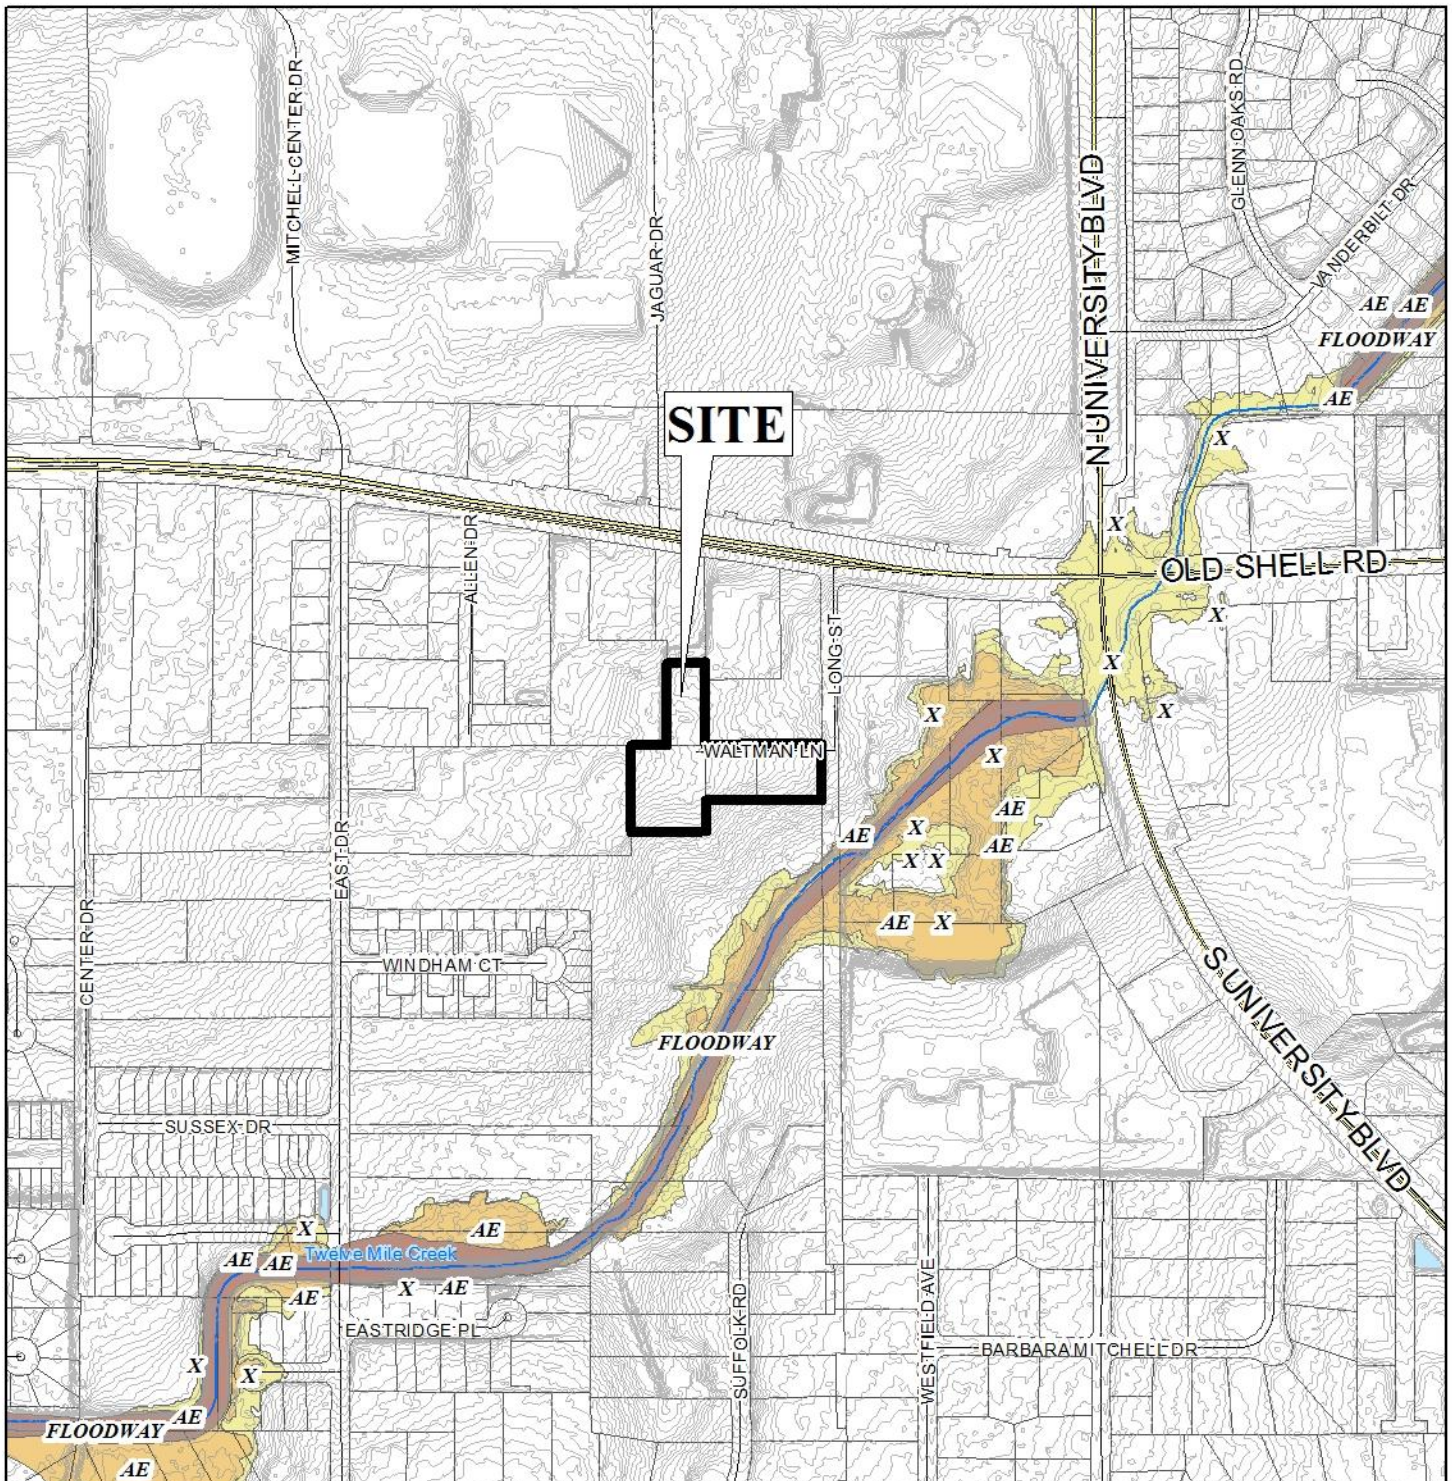 MITCHELL CENTER DR
JAGUAR DR
N UNIVERSITY BLVD
GLENN OAKS RD
VANDERBILT DR
AE AE
FLOODWAY
AE
SITE
X
X
ALLEN DR
OLD SHELL RD
X
LONG ST
X
X
X
WALTMAN LN
X
AE
AE
X
AE
X X
EAST DR
AE X
CENTER DR
WINDHAM CT
S UNIVERSITY BLVD
FLOODWAY
SUSSEX DR
X
AE
Twelve Mile Creek
AE AE
X AE
AE
EASTRIDGE PL
SUFFOLK RD
WESTFIELD AVE
BARBARA MITCHELL DR
X
X
AE
FLOODWAY
AE